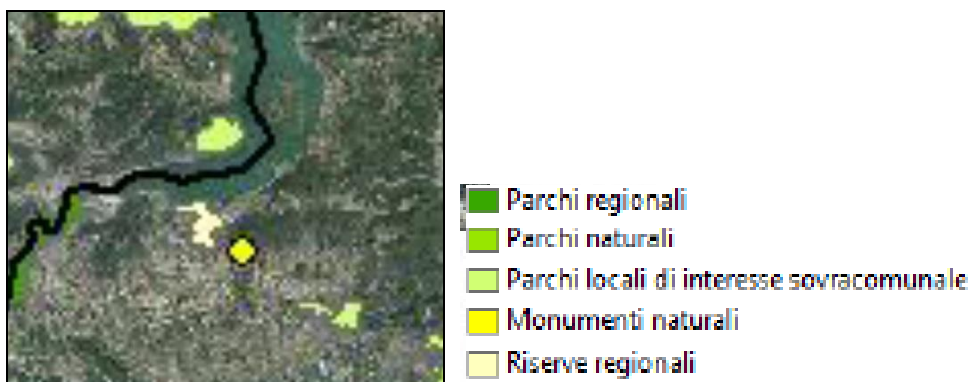 Parchi regionali
Parchi naturali
Parchi locali di interesse sovracomunale
Monumenti naturali
Riserve regionali